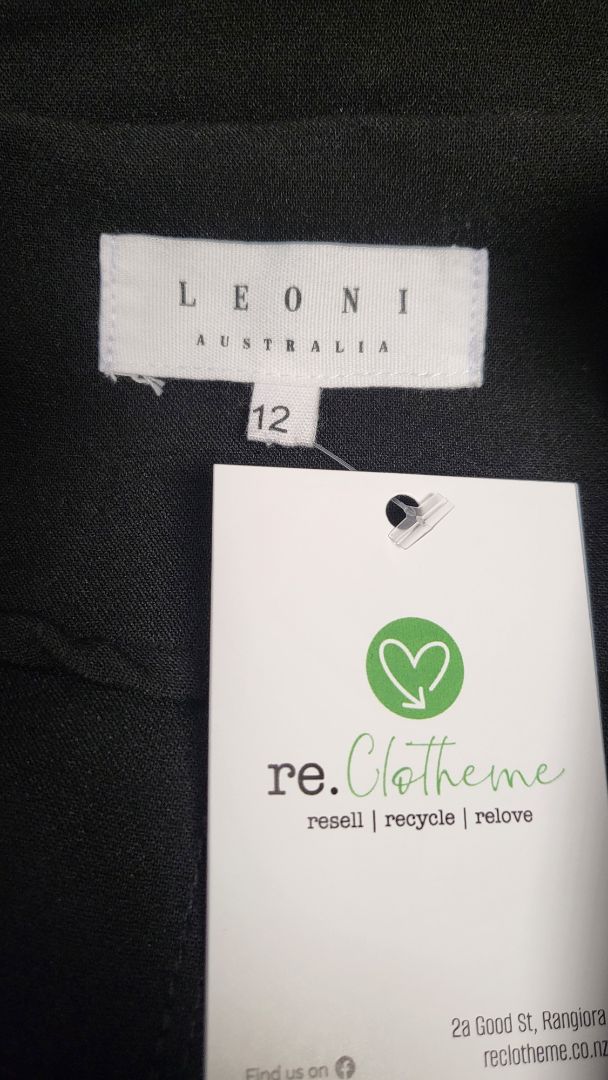 LEONI
AUSTRALIA
12
re.Clotheme
resell | recycle | relove
2a Good St, Rangiora
reclotheme.co.nz
Find us on